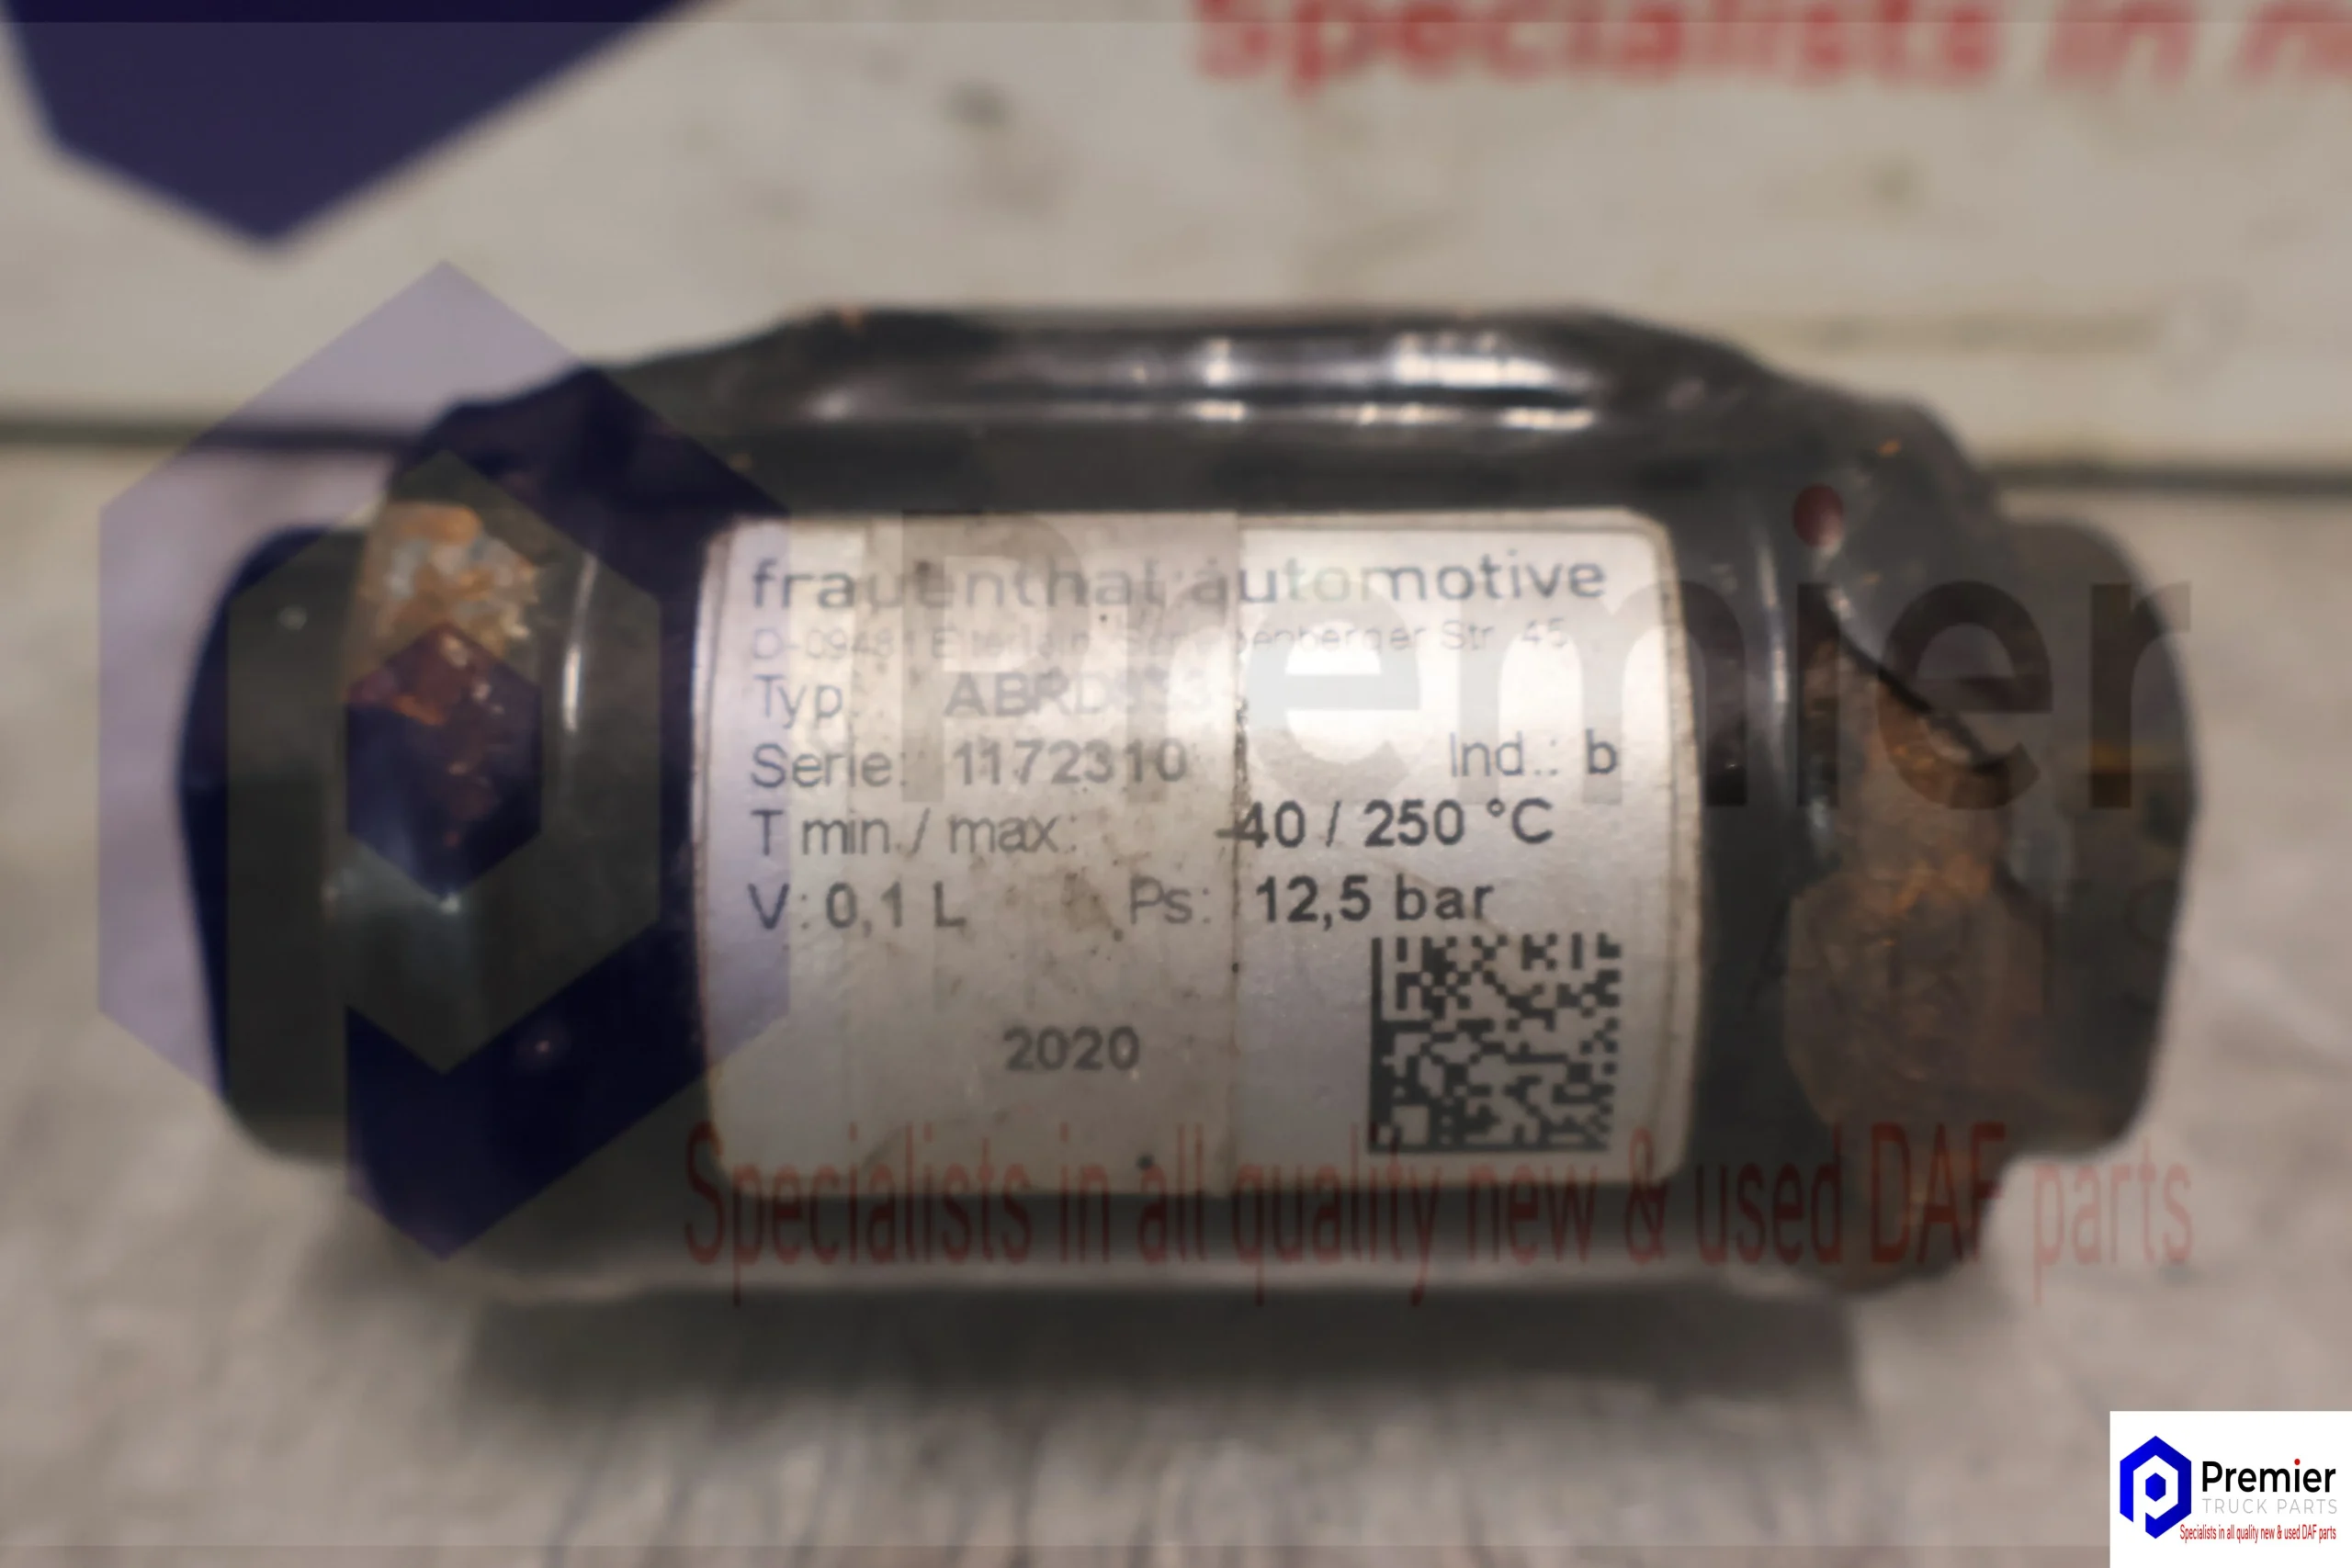 Specialists in
frauenthal automotive
Str. 45
Typ.
Serie: 1172310 Ind.: b
T min./ max.: -40 / 250 °C
V: 0,1 L Ps: 12,5 bar
2020
Premier
Specialists in all quality new & used DAF parts
Premier
TRUCK PARTS
Specialists in all quality new & used DAF parts